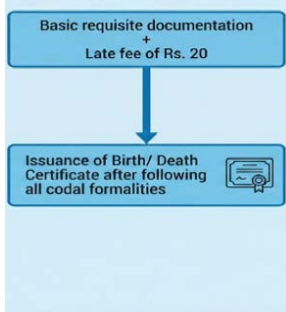 Basic requisite documentation
+
Late fee of Rs. 20
Issuance of Birth/ Death
Certificate after following
all codal formalities